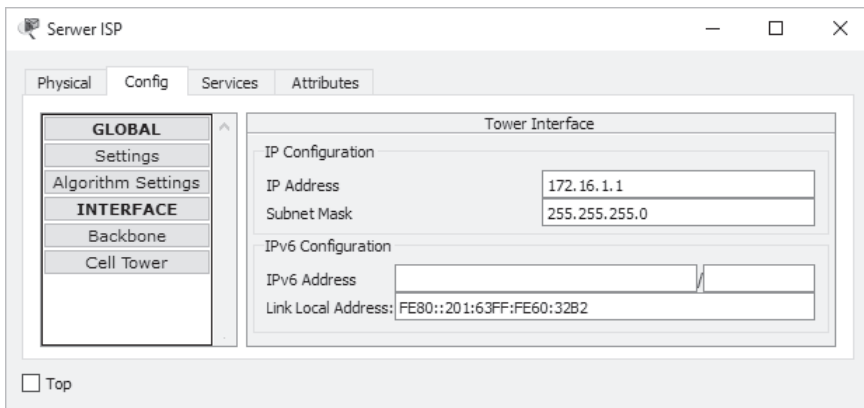 Serwer ISP
Physical Config Services Attributes
GLOBAL
Settings
Algorithm Settings
INTERFACE
Backbone
Cell Tower
Tower Interface
IP Configuration
IP Address 172.16.1.1
Subnet Mask 255.255.255.0
IPv6 Configuration
IPv6 Address /
Link Local Address: FE80::201:63FF:FE60:32B2
Top